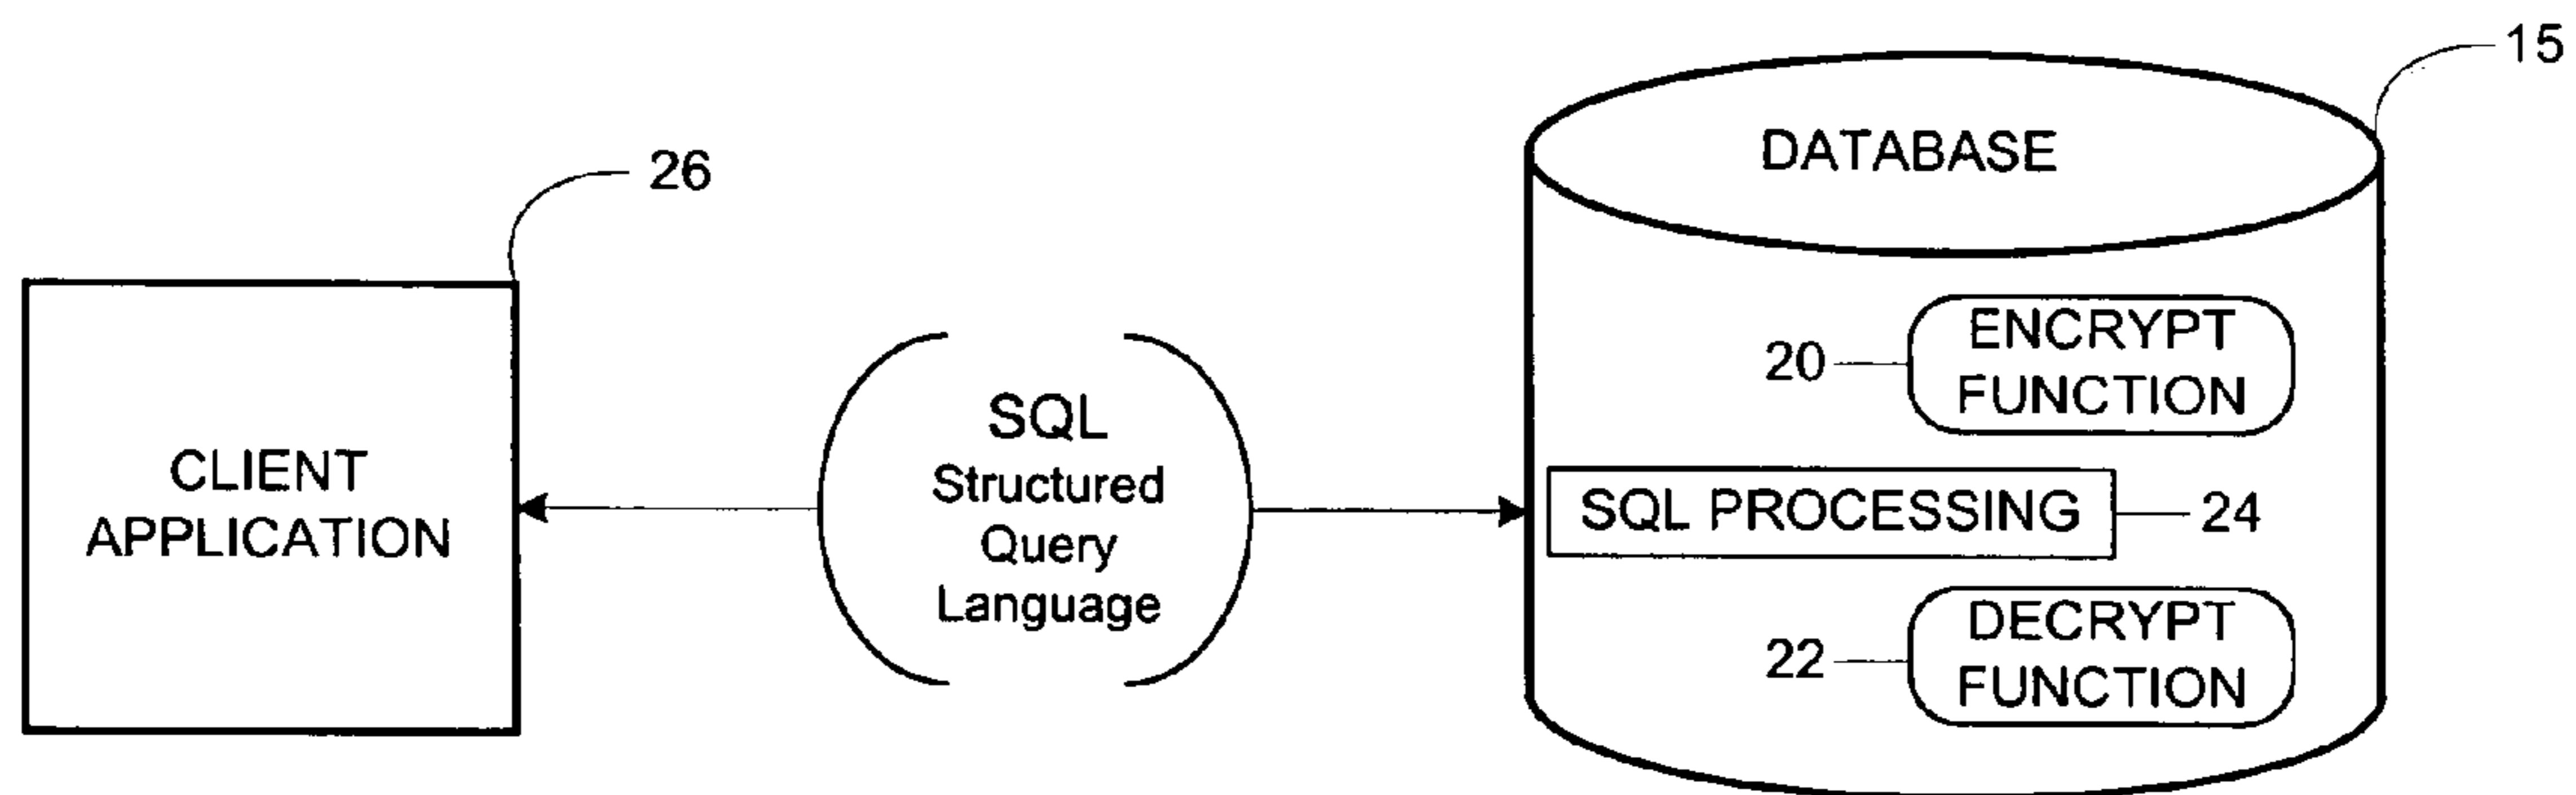 15
DATABASE
26
ENCRYPT
20
FUNCTION
SQL
CLIENT
APPLICATION
Structured
Query
Language
SQL PROCESSING
24
DECRYPT
22
FUNCTION